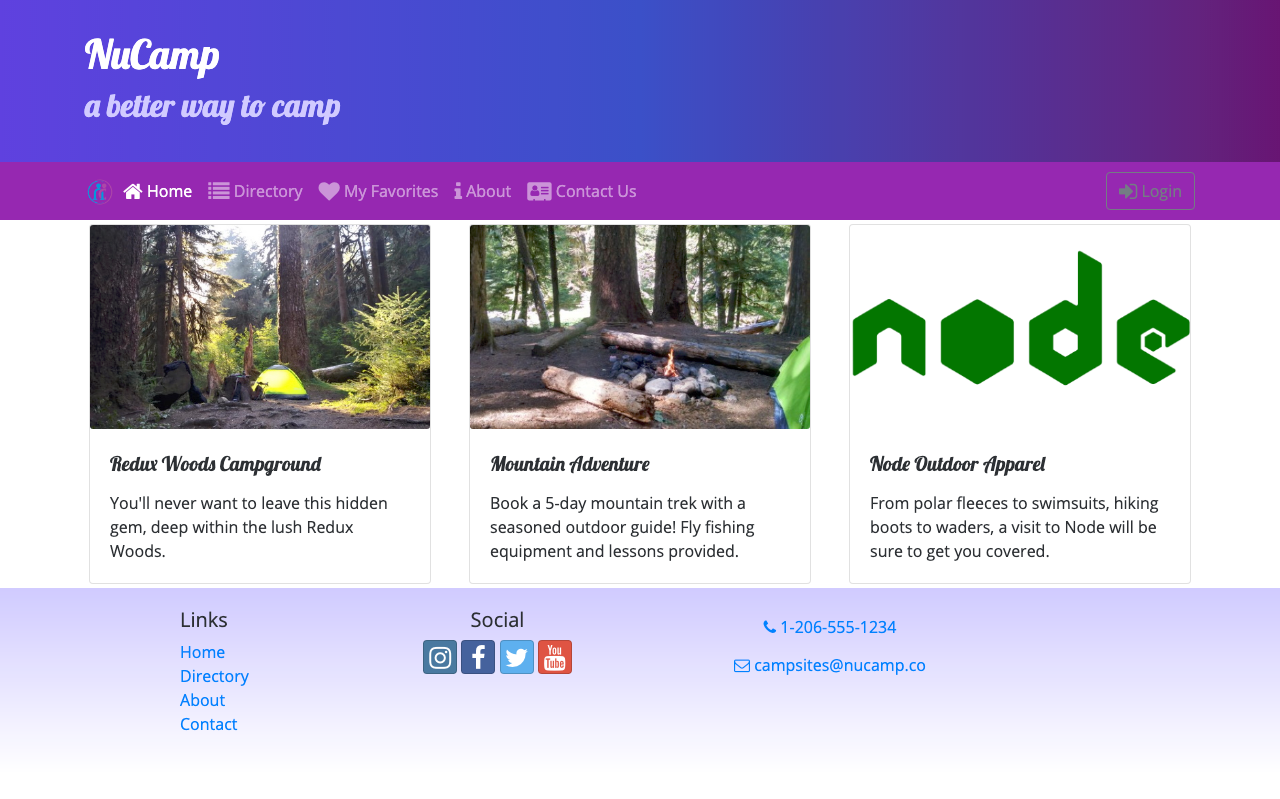 NuCamp
a better way to camp
Home Directory My Favorites About Contact Us Login
node
Redux Woods Campground
You'll never want to leave this hidden
gem, deep within the lush Redux
Woods.
Mountain Adventure
Book a 5-day mountain trek with a
seasoned outdoor guide! Fly fishing
equipment and lessons provided.
Node Outdoor Apparel
From polar fleeces to swimsuits, hiking
boots to waders, a visit to Node will be
sure to get you covered.
Links
Home
Directory
About
Contact
Social
You
Tube
1-206-555-1234
campsites@nucamp.co